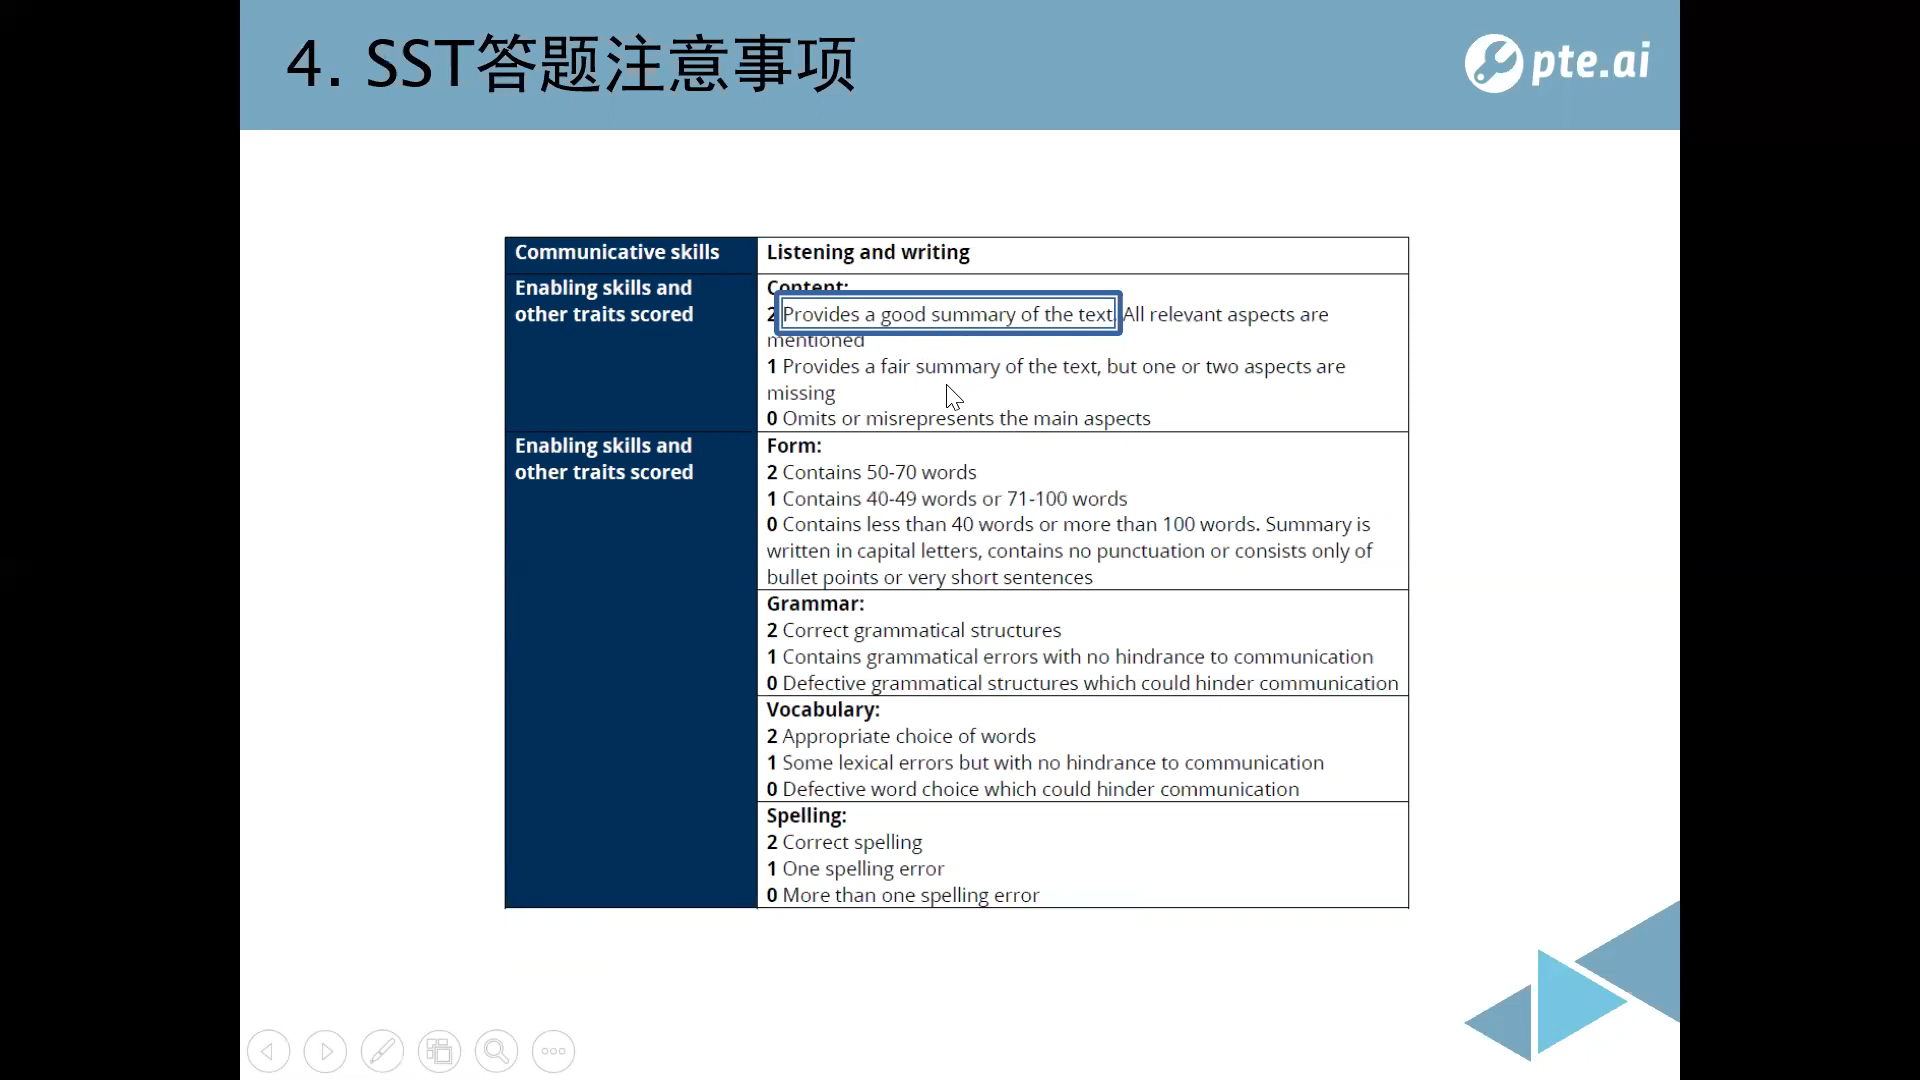 4. SST答题注意事项
pte.ai
Communicative skills
Listening and writing
Enabling skills and
other traits scored
Content:
2 Provides a good summary of the text. All relevant aspects are
mentioned
1 Provides a fair summary of the text, but one or two aspects are
missing
0 Omits or misrepresents the main aspects
Enabling skills and
other traits scored
Form:
2 Contains 50-70 words
1 Contains 40-49 words or 71-100 words
0 Contains less than 40 words or more than 100 words. Summary is
written in capital letters, contains no punctuation or consists only of
bullet points or very short sentences
Grammar:
2 Correct grammatical structures
1 Contains grammatical errors with no hindrance to communication
0 Defective grammatical structures which could hinder communication
Vocabulary:
2 Appropriate choice of words
1 Some lexical errors but with no hindrance to communication
0 Defective word choice which could hinder communication
Spelling:
2 Correct spelling
1 One spelling error
0 More than one spelling error